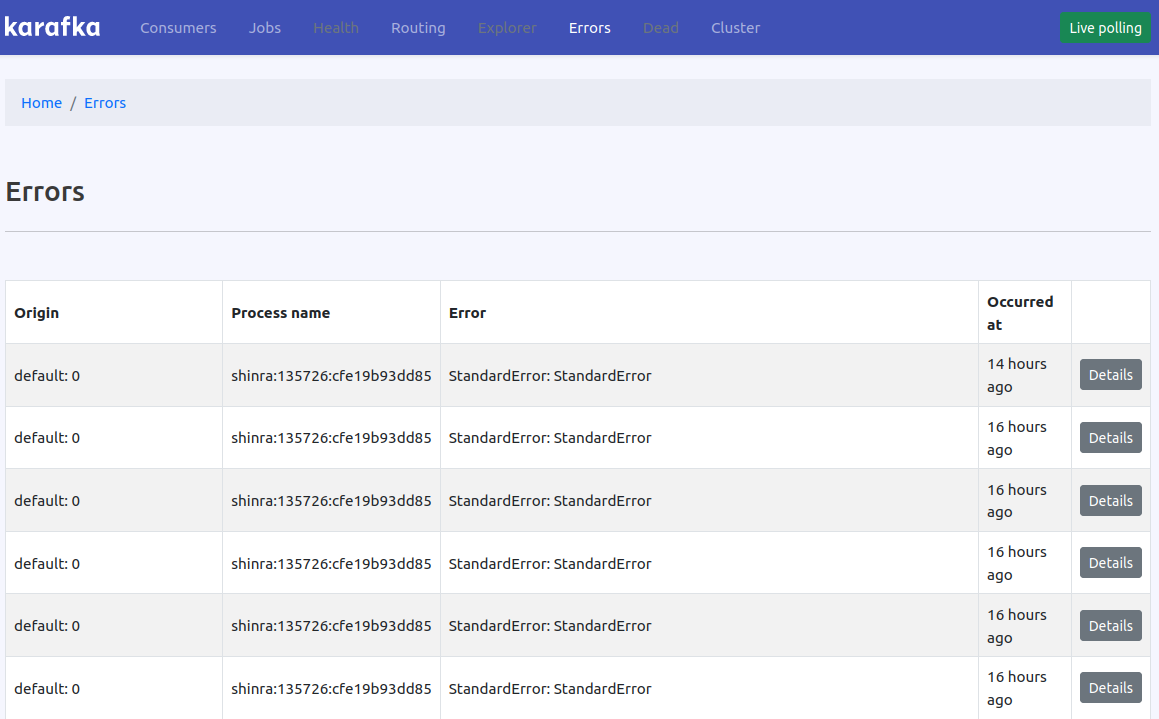 karafka Consumers Jobs Health Routing Explorer Errors Dead Cluster Live polling
Home / Errors
Errors
Origin Process name Error Occurred at
default: 0 shinra:135726:cfe19b93dd85 StandardError: StandardError 14 hours ago Details
default: 0 shinra:135726:cfe19b93dd85 StandardError: StandardError 16 hours ago Details
default: 0 shinra:135726:cfe19b93dd85 StandardError: StandardError 16 hours ago Details
default: 0 shinra:135726:cfe19b93dd85 StandardError: StandardError 16 hours ago Details
default: 0 shinra:135726:cfe19b93dd85 StandardError: StandardError 16 hours ago Details
default: 0 shinra:135726:cfe19b93dd85 StandardError: StandardError 16 hours ago Details